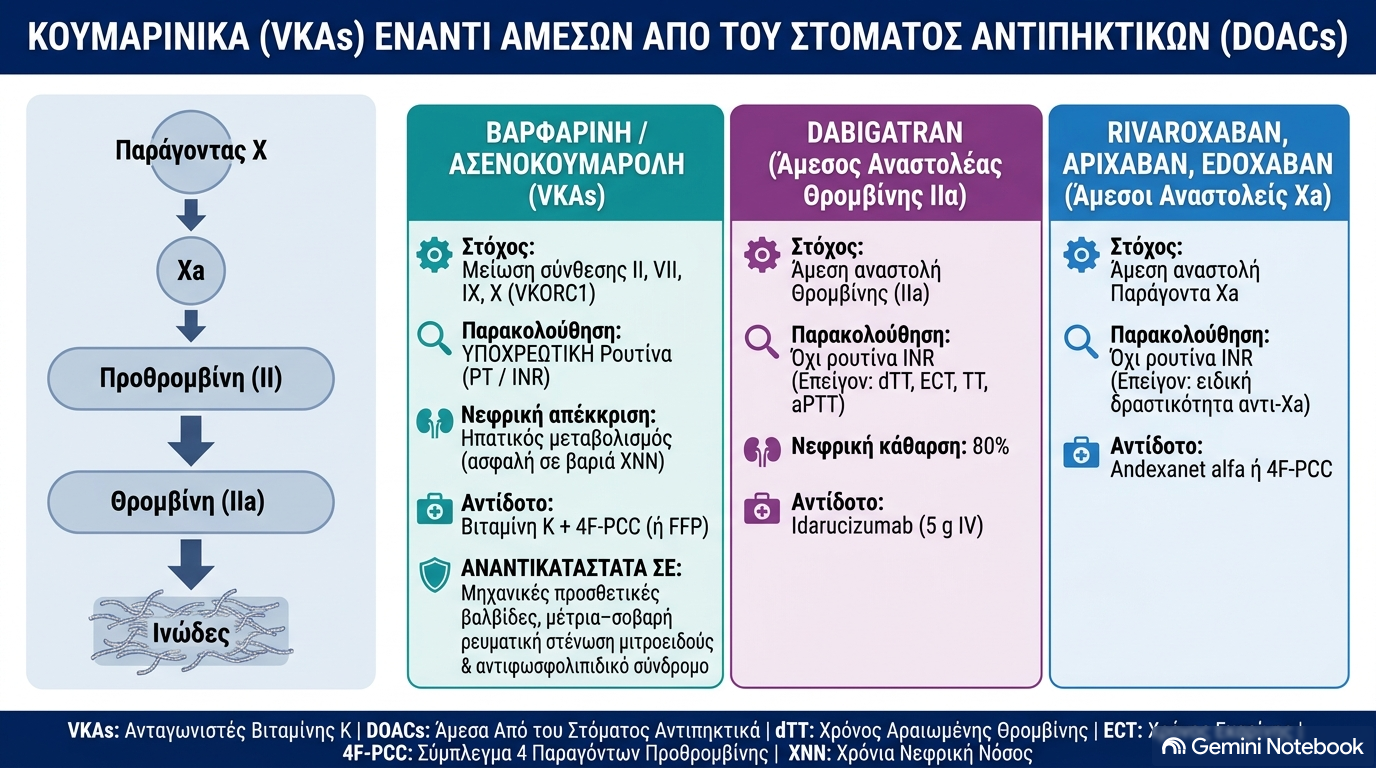 ΚΟΥΜΑΡΙΝΙΚΑ (VKAs) ΕΝΑΝΤΙ ΑΜΕΣΩΝ ΑΠΟ ΤΟΥ ΣΤΟΜΑΤΟΣ ΑΝΤΙΠΗΚΤΙΚΩΝ (DOACs)
Παράγοντας X
Xa
Προθρομβίνη (II)
Θρομβίνη (IIa)
Ινώδες
ΒΑΡΦΑΡΙΝΗ /
ΑΣΕΝΟΚΟΥΜΑΡΟΛΗ
(VKAs)
Στόχος:
Μείωση σύνθεσης II, VII,
IX, X (VKORC1)
Παρακολούθηση:
ΥΠΟΧΡΕΩΤΙΚΗ Ρουτίνα
(PT / INR)
Νεφρική απέκκριση:
Ηπατικός μεταβολισμός
(ασφαλή σε βαριά ΧΝΝ)
Αντίδοτο:
Βιταμίνη Κ + 4F-PCC (ή FFP)
ΑΝΑΝΤΙΚΑΤΑΣΤΑΤΑ ΣΕ:
Μηχανικές προσθετικές
βαλβίδες, μέτρια–σοβαρή
ρευματική στένωση μιτροειδούς
& αντιφωσφολιπιδικό σύνδρομο
DABIGATRAN
(Άμεσος Αναστολέας
Θρομβίνης IIa)
Στόχος:
Άμεση αναστολή
Θρομβίνης (IIa)
Παρακολούθηση:
Όχι ρουτίνα INR
(Επείγον: dTT, ECT, TT,
aPTT)
Νεφρική κάθαρση: 80%
Αντίδοτο:
Idarucizumab (5 g IV)
RIVAROXABAN,
APIXABAN, EDOXABAN
(Άμεσοι Αναστολείς Xa)
Στόχος:
Άμεση αναστολή
Παράγοντα Xa
Παρακολούθηση:
Όχι ρουτίνα INR
(Επείγον: ειδική
δραστικότητα αντι-Xa)
Αντίδοτο:
Andexanet alfa ή 4F-PCC
VKAs: Ανταγωνιστές Βιταμίνης Κ | DOACs: Άμεσα Από του Στόματος Αντιπηκτικά | dTT: Χρόνος Αραιωμένης Θρομβίνης | ECT:
4F-PCC: Σύμπλεγμα 4 Παραγόντων Προθρομβίνης | ΧΝΝ: Χρόνια Νεφρική Νόσος
Gemini Notebook